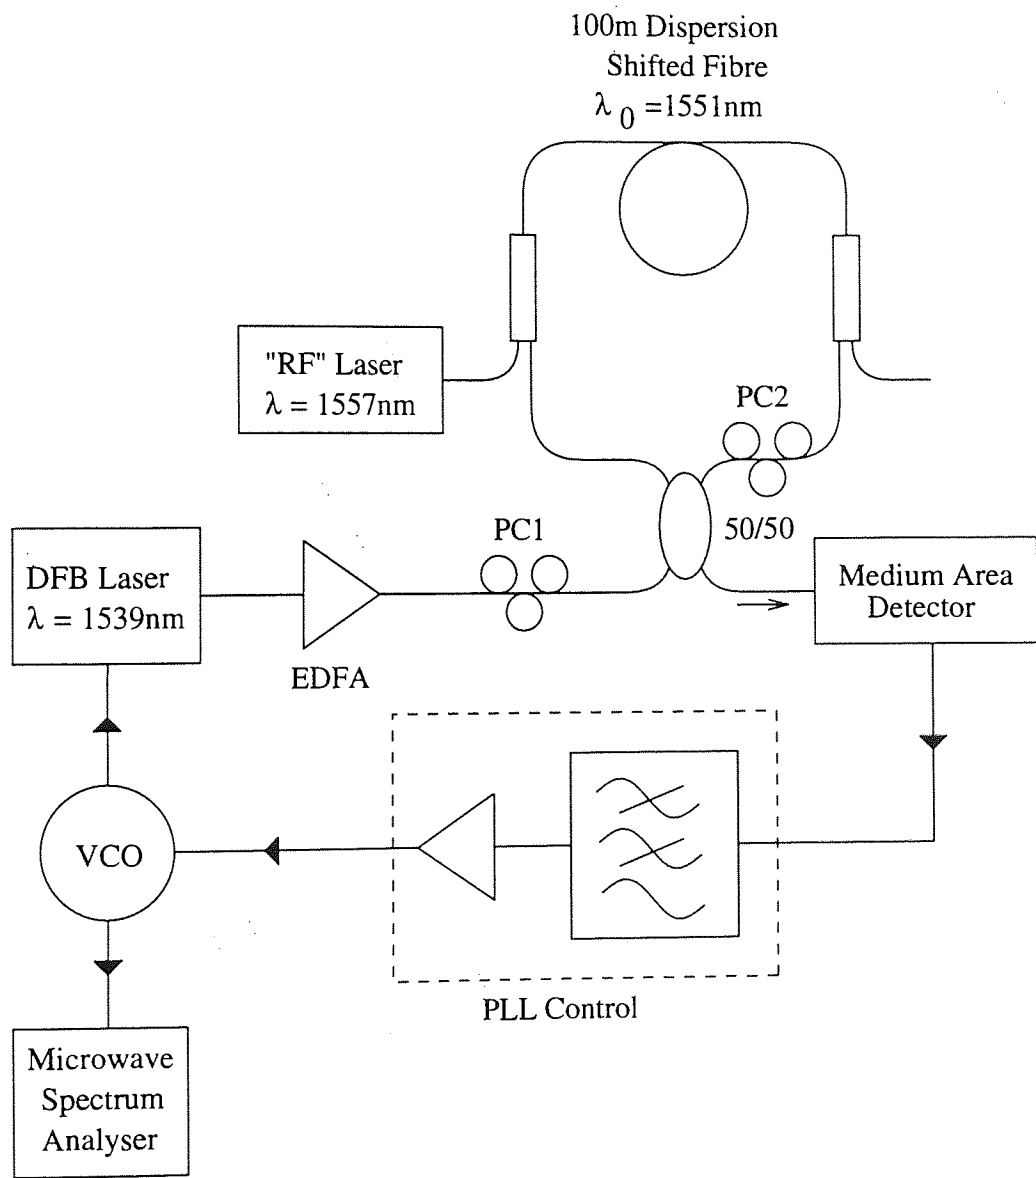 100m Dispersion
Shifted Fibre
λ 0 =1551nm
"RF" Laser
λ = 1557nm
PC2
PC1
50/50
DFB Laser
λ = 1539nm
Medium Area
Detector
EDFA
VCO
PLL Control
Microwave
Spectrum
Analyser